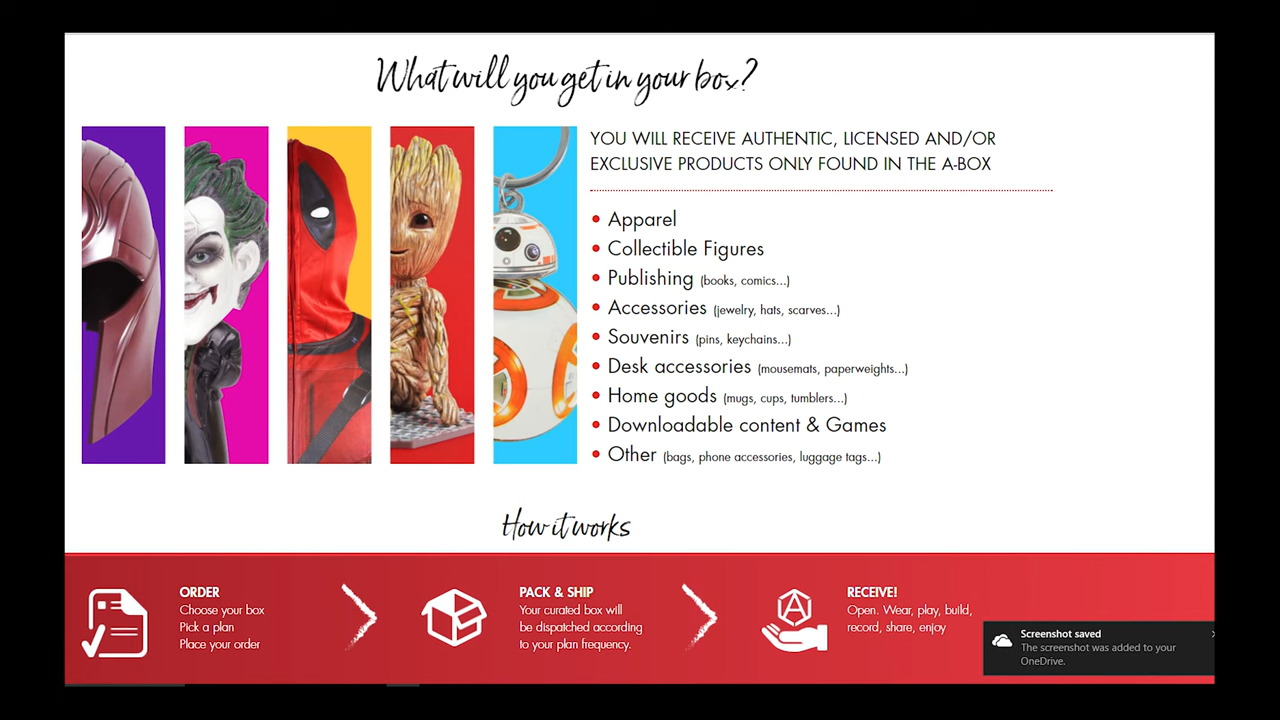 What will you get in your box?
YOU WILL RECEIVE AUTHENTIC, LICENSED AND/OR
EXCLUSIVE PRODUCTS ONLY FOUND IN THE A-BOX
Apparel
Collectible Figures
Publishing (books, comics...)
Accessories (jewelry, hats, scarves...)
Souvenirs (pins, keychains...)
Desk accessories (mousemats, paperweights...)
Home goods (mugs, cups, tumblers...)
Downloadable content & Games
Other (bags, phone accessories, luggage tags...)
How it works
ORDER
Choose your box
Pick a plan
Place your order
PACK & SHIP
Your curated box will
be dispatched according
to your plan frequency.
RECEIVE!
Open. Wear, play, build,
record, share, enjoy
Screenshot saved
The screenshot was added to your
OneDrive.